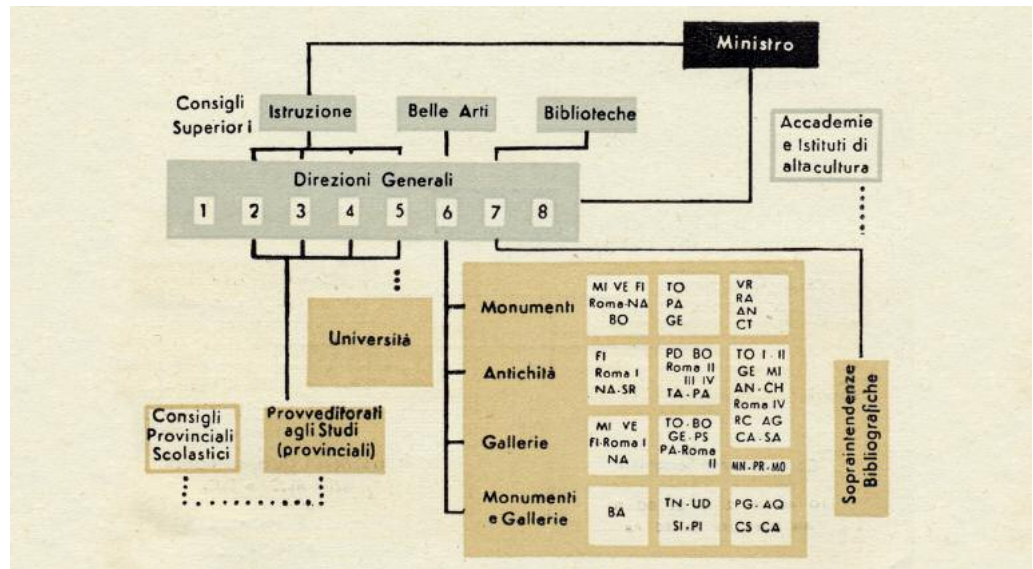 Ministro
Consigli
Superiori
Istruzione
Belle Arti
Biblioteche
Accademie
e Istituti di
alta cultura
Direzioni Generali
1 2 3 4 5 6 7 8
Università
Consigli
Provinciali
Scolastici
Provveditorati
agli Studi
(provinciali)
Monumenti
MI VE FI
Roma-NA
BO
TO
PA
GE
VR
RA
AN
CT
Antichità
FI
Roma I
NA-SR
PD BO
Roma II
III IV
TA-PA
TO I-II
GE MI
AN-CH
Roma IV
RC AG
CA-SA
Gallerie
MI VE
FI-Roma I
NA
TO-BO
GE-PS
PA-Roma
II
MN-PR-MO
Monumenti
e Gallerie
BA
TN-UD
SI-PI
PG-AQ
CS CA
Sopraintendenze
Bibliografiche